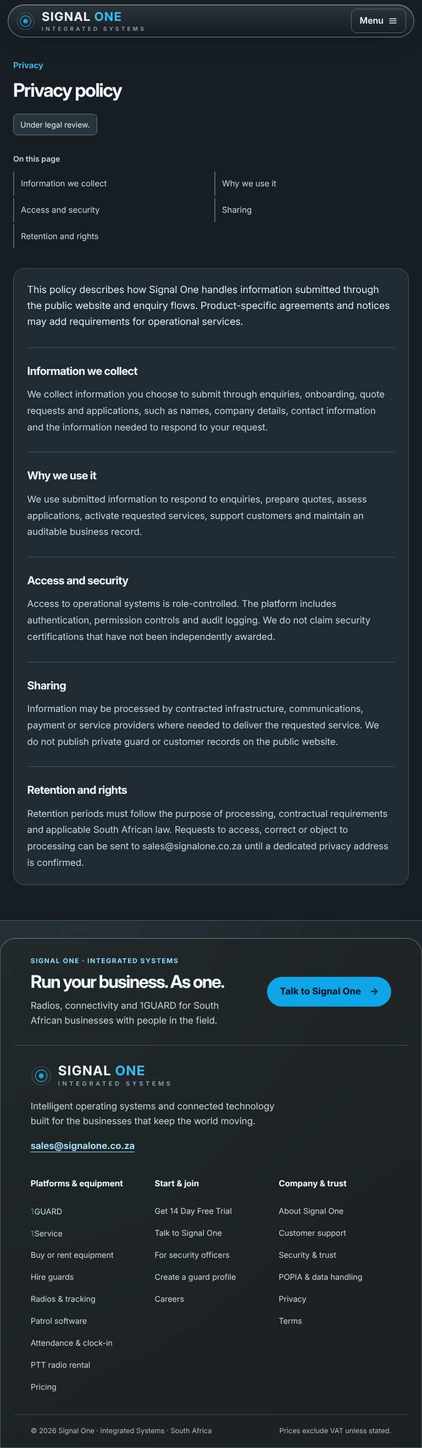 SIGNAL ONE
INTEGRATED SYSTEMS
Menu
Privacy
Privacy policy
Under legal review.
On this page
Information we collect
Why we use it
Access and security
Sharing
Retention and rights
This policy describes how Signal One handles information submitted through
the public website and enquiry flows. Product-specific agreements and notices
may add requirements for operational services.
Information we collect
We collect information you choose to submit through enquiries, onboarding, quote
requests and applications, such as names, company details, contact information
and the information needed to respond to your request.
Why we use it
We use submitted information to respond to enquiries, prepare quotes, assess
applications, activate requested services, support customers and maintain an
auditable business record.
Access and security
Access to operational systems is role-controlled. The platform includes
authentication, permission controls and audit logging. We do not claim security
certifications that have not been independently awarded.
Sharing
Information may be processed by contracted infrastructure, communications,
payment or service providers where needed to deliver the requested service. We
do not publish private guard or customer records on the public website.
Retention and rights
Retention periods must follow the purpose of processing, contractual requirements
and applicable South African law. Requests to access, correct or object to
processing can be sent to sales@signalone.co.za until a dedicated privacy address
is confirmed.
SIGNAL ONE · INTEGRATED SYSTEMS
Run your business. As one.
Radios, connectivity and 1GUARD for South
African businesses with people in the field.
Talk to Signal One →
SIGNAL ONE
INTEGRATED SYSTEMS
Intelligent operating systems and connected technology
built for the businesses that keep the world moving.
sales@signalone.co.za
Platforms & equipment
1GUARD
1Service
Buy or rent equipment
Hire guards
Radios & tracking
Patrol software
Attendance & clock-in
PTT radio rental
Pricing
Start & join
Get 14 Day Free Trial
Talk to Signal One
For security officers
Create a guard profile
Careers
Company & trust
About Signal One
Customer support
Security & trust
POPIA & data handling
Privacy
Terms
© 2026 Signal One · Integrated Systems · South Africa
Prices exclude VAT unless stated.